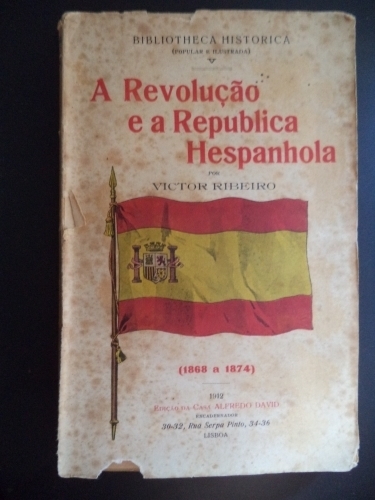 BIBLIOTHECA HISTORICA
(POPULAR E ILLUSTRADA)
A Revolução
e a Republica
Hespanhola
POR
VICTOR RIBEIRO
(1868 a 1874)
1912
EDIÇÃO DA CASA ALFREDO DAVID
ENCADERNADOR
30-32, Rua Serpa Pinto, 34-36
LISBOA